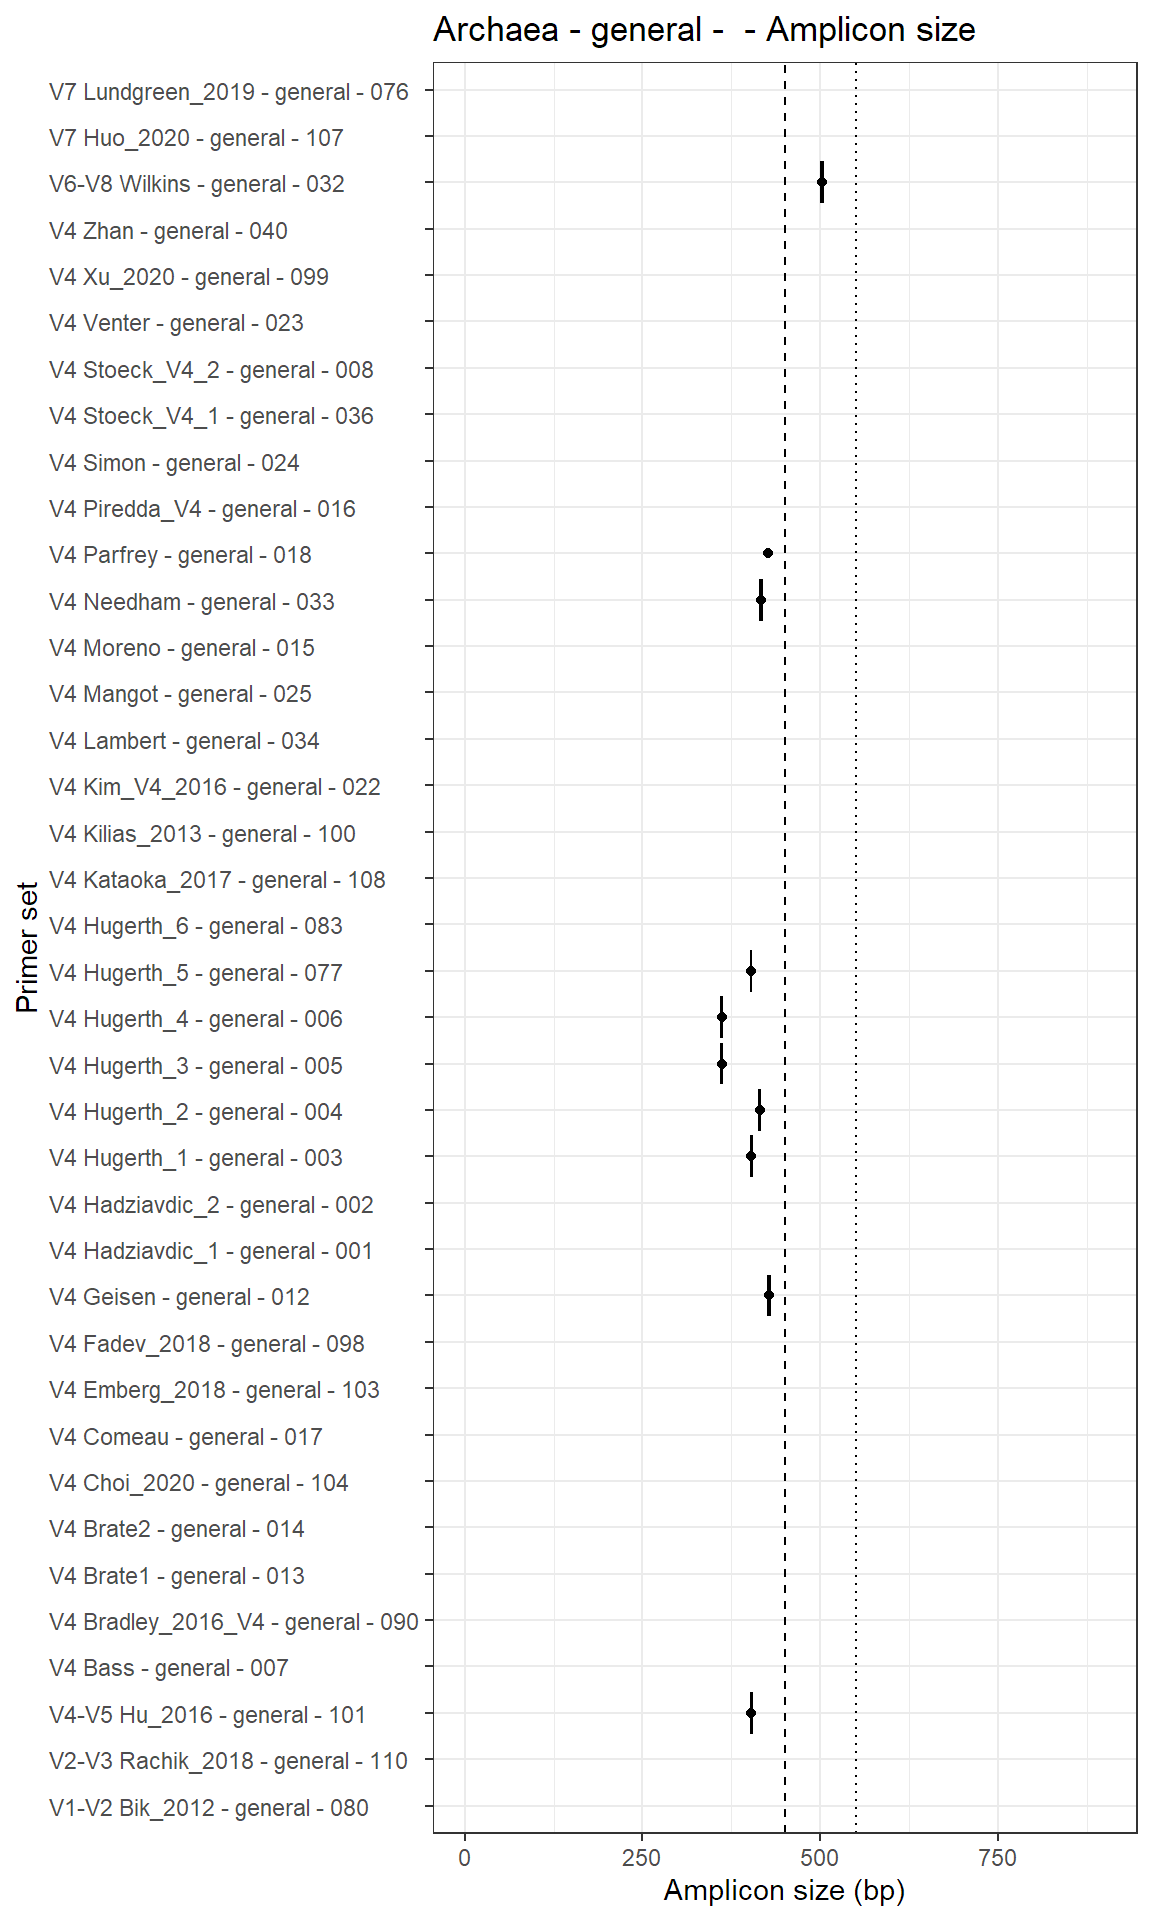 Archaea - general -  - Amplicon size
V7 Lundgreen_2019 - general - 076
V7 Huo_2020 - general - 107
V6-V8 Wilkins - general - 032
V4 Zhan - general - 040
V4 Xu_2020 - general - 099
V4 Venter - general - 023
V4 Stoeck_V4_2 - general - 008
V4 Stoeck_V4_1 - general - 036
V4 Simon - general - 024
V4 Piredda_V4 - general - 016
V4 Parfrey - general - 018
V4 Needham - general - 033
V4 Moreno - general - 015
V4 Mangot - general - 025
V4 Lambert - general - 034
V4 Kim_V4_2016 - general - 022
V4 Kilias_2013 - general - 100
V4 Kataoka_2017 - general - 108
V4 Hugerth_6 - general - 083
V4 Hugerth_5 - general - 077
V4 Hugerth_4 - general - 006
V4 Hugerth_3 - general - 005
V4 Hugerth_2 - general - 004
V4 Hugerth_1 - general - 003
V4 Hadziavdic_2 - general - 002
V4 Hadziavdic_1 - general - 001
V4 Geisen - general - 012
V4 Fadev_2018 - general - 098
V4 Emberg_2018 - general - 103
V4 Comeau - general - 017
V4 Choi_2020 - general - 104
V4 Brate2 - general - 014
V4 Brate1 - general - 013
V4 Bradley_2016_V4 - general - 090
V4 Bass - general - 007
V4-V5 Hu_2016 - general - 101
V2-V3 Rachik_2018 - general - 110
V1-V2 Bik_2012 - general - 080
Primer set
0 250 500 750
Amplicon size (bp)